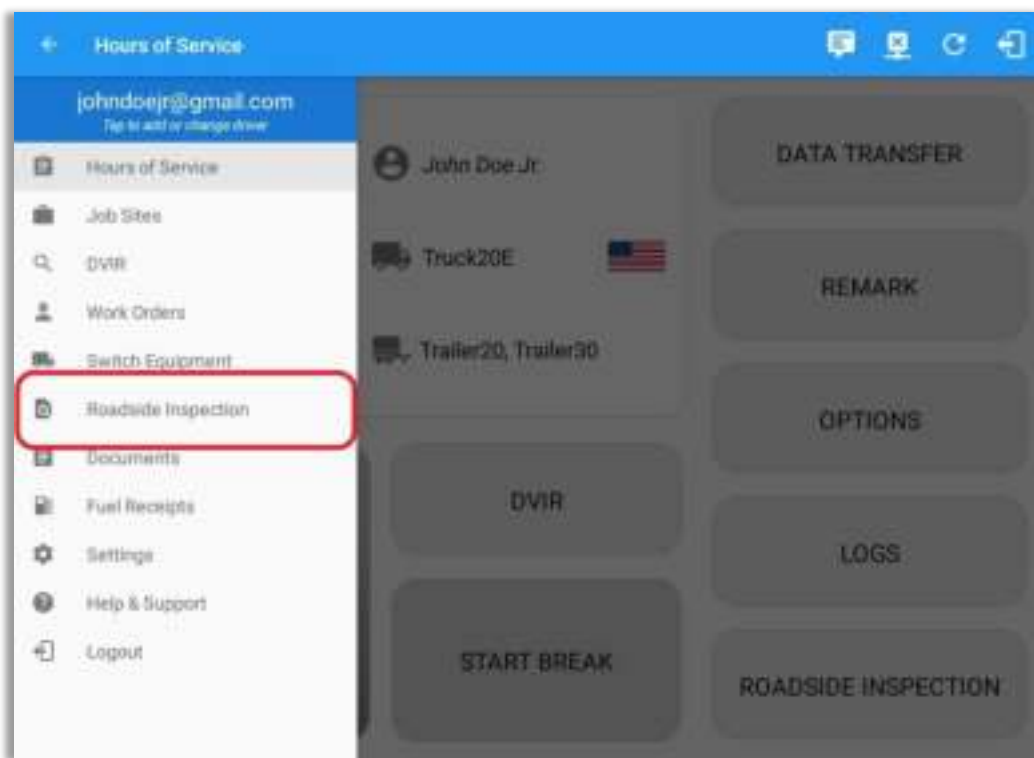 Hours of Service
johndoejr@gmail.com
Tap to add or change driver
Hours of Service
Job Sites
DVIR
Work Orders
Switch Equipment
Roadside Inspection
Documents
Fuel Receipts
Settings
Help & Support
Logout
John Doe Jr.
Truck20E
Trailer20, Trailer30
DVIR
START BREAK
DATA TRANSFER
REMARK
OPTIONS
LOGS
ROADSIDE INSPECTION